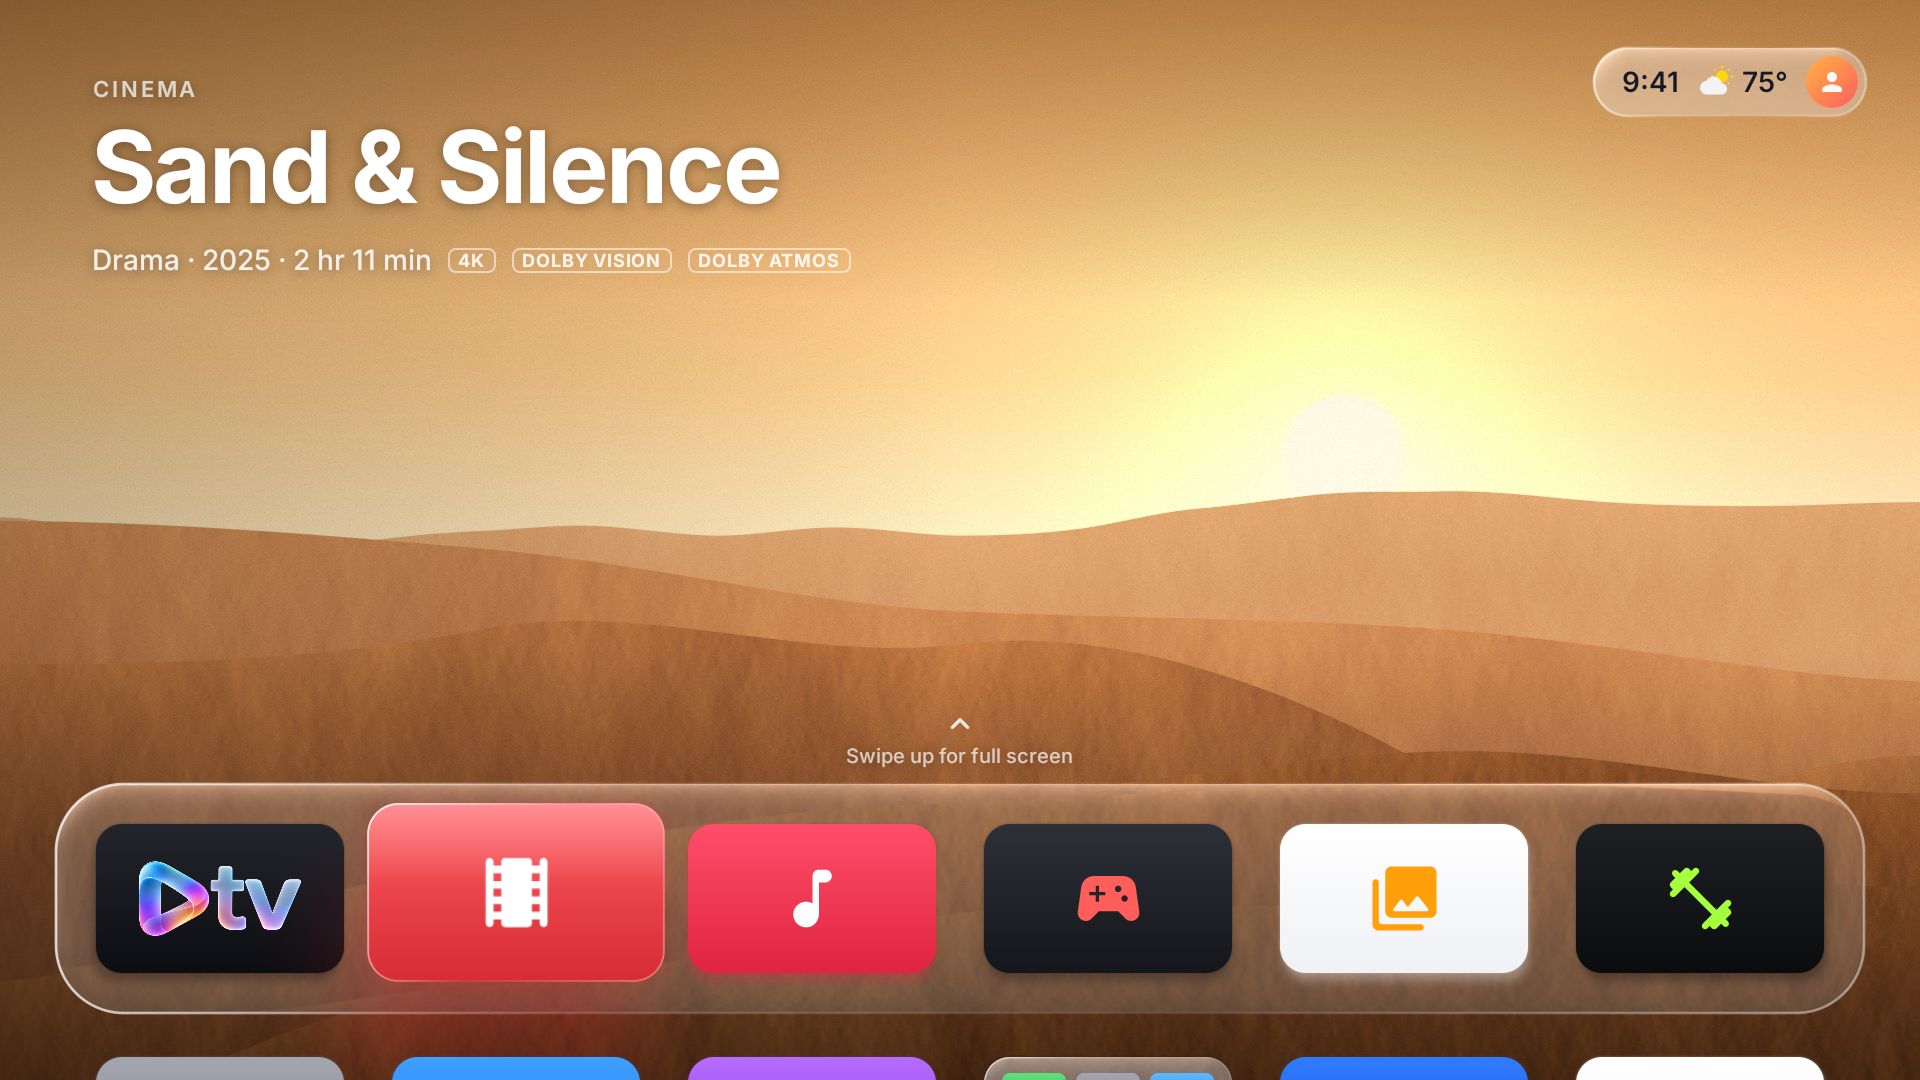 CINEMA
9:41 75°
Sand & Silence
Drama · 2025 · 2 hr 11 min 4K DOLBY VISION DOLBY ATMOS
Swipe up for full screen
tv